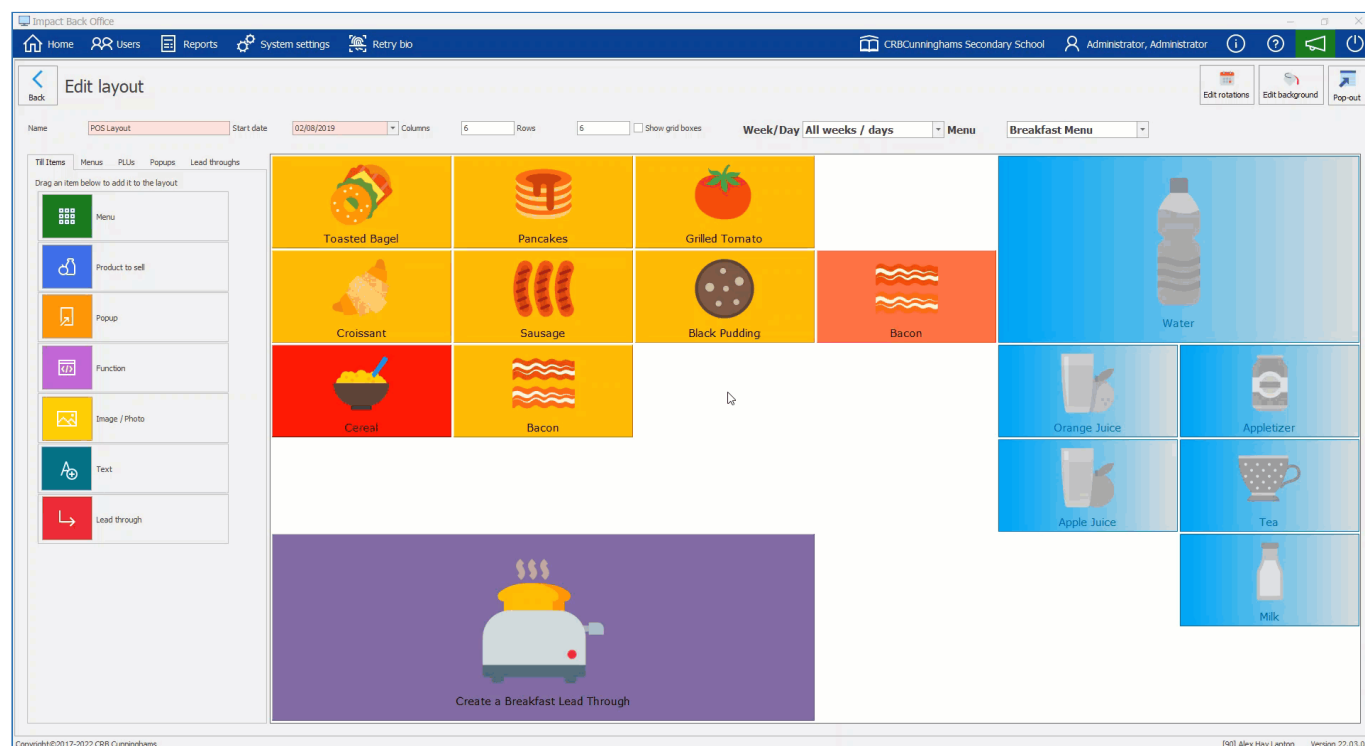 Impact Back Office
Home Users Reports System settings Retry bio CRBCunninghams Secondary School Administrator, Administrator
Back Edit layout Edit rotations Edit background Pop-out
Name POS Layout Start date 02/08/2019 Columns 6 Rows 6 Show grid boxes Week/Day All weeks / days Menu Breakfast Menu
Till Items Menus PLUs Popups Lead throughs
Drag an item below to add it to the layout
Menu
Product to sell
Popup
Function
Image / Photo
Text
Lead through
Toasted Bagel Pancakes Grilled Tomato
Water
Croissant Sausage Black Pudding Bacon
Cereal Bacon Orange Juice Appletizer
Apple Juice Tea
Milk
Create a Breakfast Lead Through
Copyright©2017-2022 CRB Cunninghams [90] Alex Hay Laptop Version 22.03.0